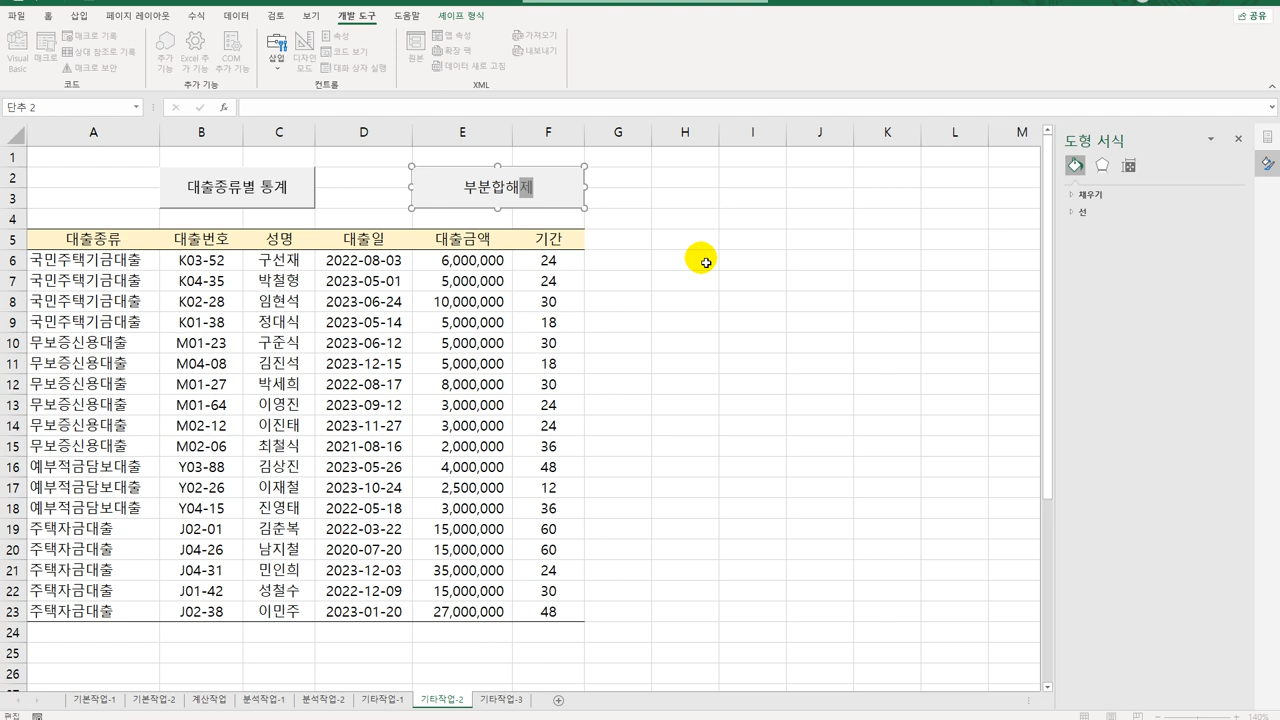 파일 홈 삽입 페이지 레이아웃 수식 데이터 검토 보기 개발 도구 도움말 셰이프 형식 공유
Visual Basic 매크로 매크로 기록 상대 참조로 기록 매크로 보안 추가 기능 Excel 추가 기능 COM 추가 기능 삽입 디자인 모드 속성 코드 보기 대화 상자 실행 원본 맵 속성 확장 팩 데이터 새로 고침 가져오기 내보내기
코드 추가 기능 컨트롤 XML
단추 2 fx
도형 서식
채우기
선
A B C D E F G H I J K L M
1
2 대출종류별 통계 부분합해제
3
4
5 대출종류 대출번호 성명 대출일 대출금액 기간
6 국민주택기금대출 K03-52 구선재 2022-08-03 6,000,000 24
7 국민주택기금대출 K04-35 박철형 2023-05-01 5,000,000 24
8 국민주택기금대출 K02-28 임현석 2023-06-24 10,000,000 30
9 국민주택기금대출 K01-38 정대식 2023-05-14 5,000,000 18
10 무보증신용대출 M01-23 구준식 2023-06-12 5,000,000 30
11 무보증신용대출 M04-08 김진석 2023-12-15 5,000,000 18
12 무보증신용대출 M01-27 박세희 2022-08-17 8,000,000 30
13 무보증신용대출 M01-64 이영진 2023-09-12 3,000,000 24
14 무보증신용대출 M02-12 이진태 2023-11-27 3,000,000 24
15 무보증신용대출 M02-06 최철식 2021-08-16 2,000,000 36
16 예부적금담보대출 Y03-88 김상진 2023-05-26 4,000,000 48
17 예부적금담보대출 Y02-26 이재철 2023-10-24 2,500,000 12
18 예부적금담보대출 Y04-15 진영태 2022-05-18 3,000,000 36
19 주택자금대출 J02-01 김춘복 2022-03-22 15,000,000 60
20 주택자금대출 J04-26 남지철 2020-07-20 15,000,000 60
21 주택자금대출 J04-31 민인희 2023-12-03 35,000,000 24
22 주택자금대출 J01-42 성철수 2022-12-09 15,000,000 30
23 주택자금대출 J02-38 이민주 2023-01-20 27,000,000 48
24
25
26
기본작업-1 기본작업-2 계산작업 분석작업-1 분석작업-2 기타작업-1 기타작업-2 기타작업-3
편집 140%